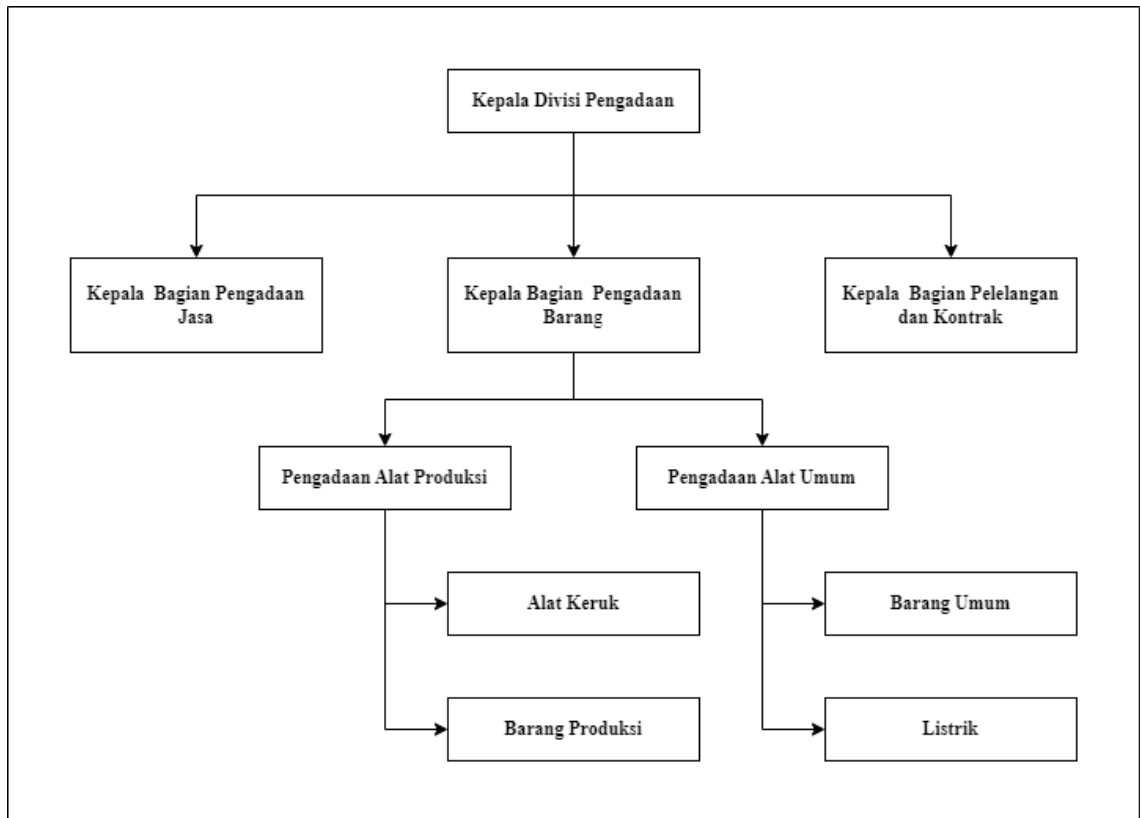 Kepala Divisi Pengadaan
Kepala Bagian Pengadaan
Jasa
Kepala Bagian Pengadaan
Barang
Kepala Bagian Pelelangan
dan Kontrak
Pengadaan Alat Produksi
Pengadaan Alat Umum
Alat Keruk
Barang Umum
Barang Produksi
Listrik